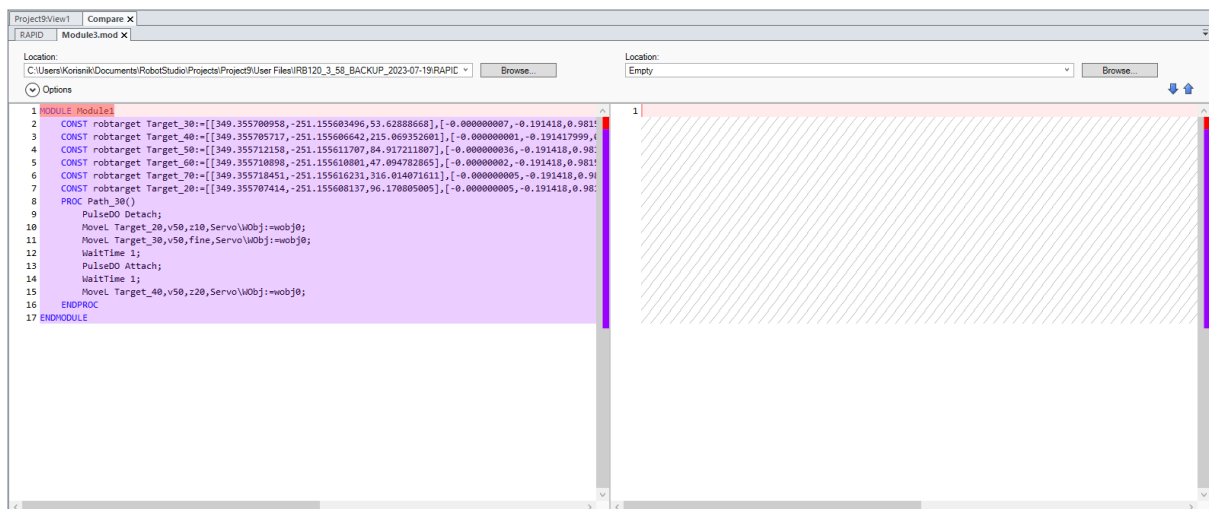 Project9:View1 Compare X
RAPID Module3.mod X
Location:
C:\Users\Korisnik\Documents\RobotStudio\Projects\Project9\User Files\IRB120_3_58_BACKUP_2023-07-19\RAPIC Browse...
Location:
Empty Browse...
Options
1 MODULE Module1
2 CONST robtarget Target_30:=[[349.355700958,-251.155603496,53.62888668],[-0.000000007,-0.191418,0.9815
3 CONST robtarget Target_40:=[[349.355705717,-251.155606642,215.069352601],[-0.000000001,-0.191417999,
4 CONST robtarget Target_50:=[[349.355712158,-251.155611707,84.917211807],[-0.000000036,-0.191418,0.981
5 CONST robtarget Target_60:=[[349.355710898,-251.155610801,47.094782865],[-0.00000002,-0.191418,0.9815
6 CONST robtarget Target_70:=[[349.355718451,-251.155616231,316.014071611],[-0.000000005,-0.191418,0.98
7 CONST robtarget Target_20:=[[349.355707414,-251.155608137,96.170805005],[-0.000000005,-0.191418,0.981
8 PROC Path_30()
9 PulseDO Detach;
10 MoveL Target_20,v50,z10,Servo\WObj:=wobj0;
11 MoveL Target_30,v50,fine,Servo\WObj:=wobj0;
12 WaitTime 1;
13 PulseDO Attach;
14 WaitTime 1;
15 MoveL Target_40,v50,z20,Servo\WObj:=wobj0;
16 ENDPROC
17 ENDMODULE
1